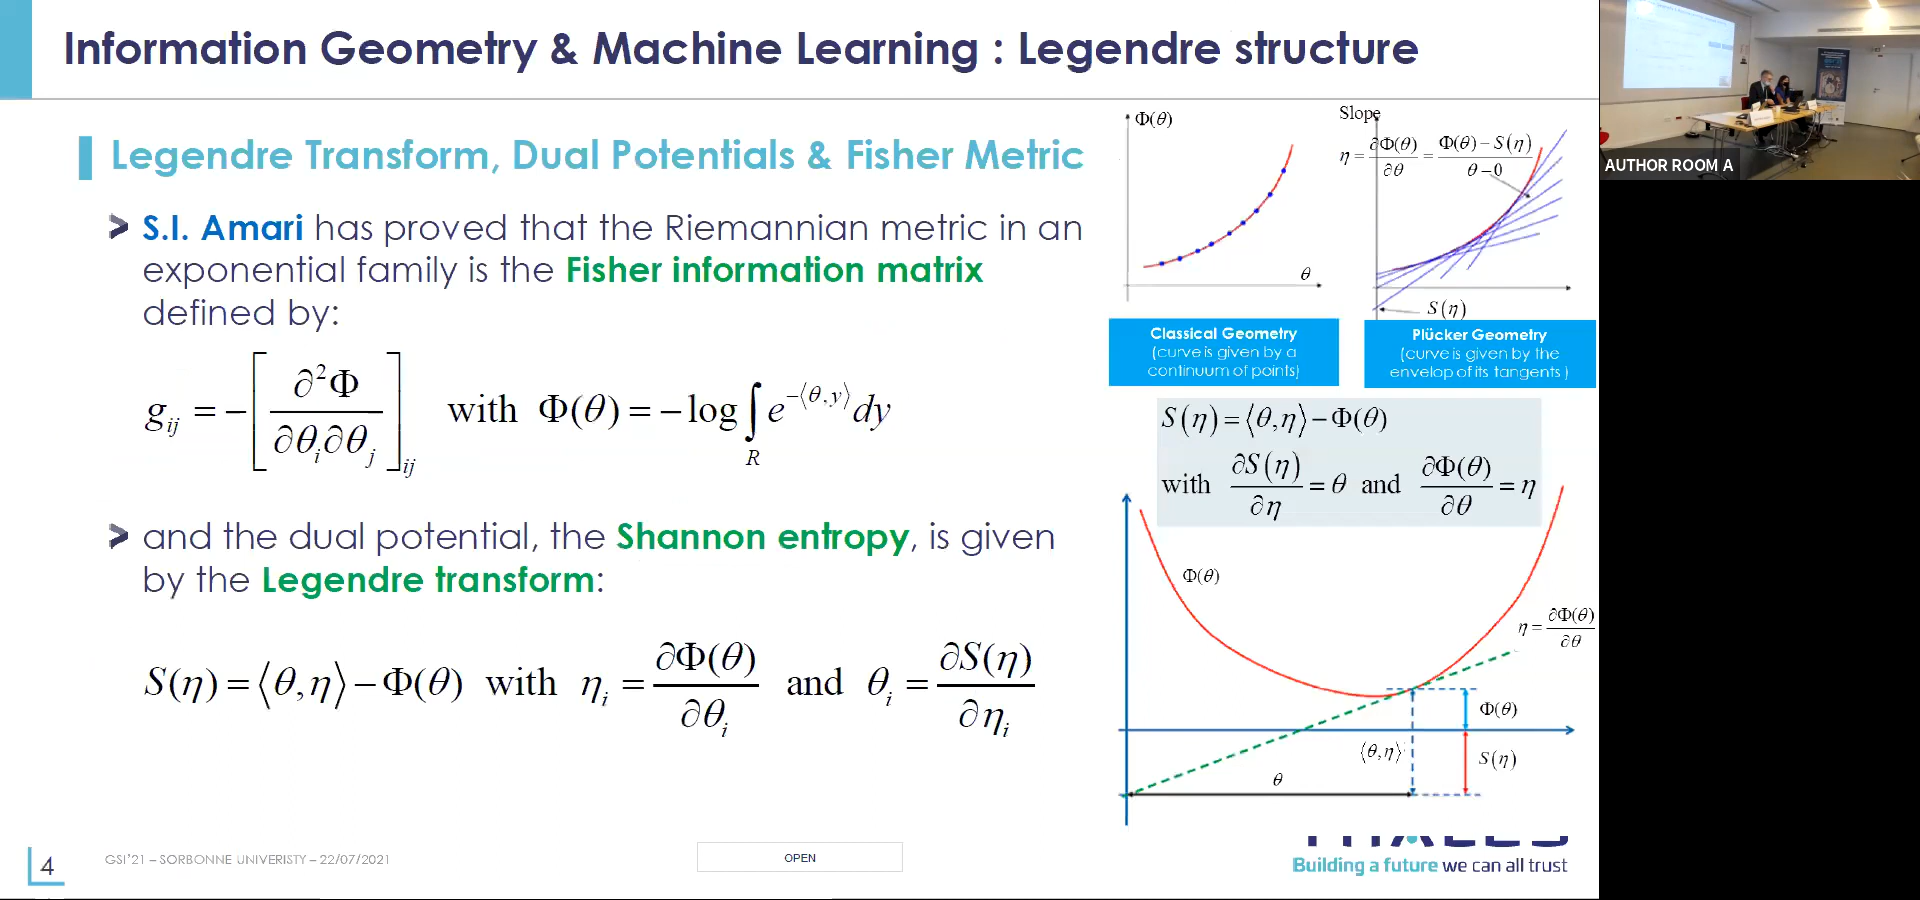 Information Geometry & Machine Learning : Legendre structure
Legendre Transform, Dual Potentials & Fisher Metric
> S.I. Amari has proved that the Riemannian metric in an
exponential family is the Fisher information matrix
defined by:
g_{ij} = -[∂²Φ / ∂θ_i∂θ_j]_{ij} with Φ(θ) = -log ∫_R e^{-⟨θ,y⟩} dy
> and the dual potential, the Shannon entropy, is given
by the Legendre transform:
S(η) = ⟨θ,η⟩ - Φ(θ) with η_i = ∂Φ(θ)/∂θ_i and θ_i = ∂S(η)/∂η_i
Φ(θ)
θ
Classical Geometry
(curve is given by a
continuum of points)
Slope
η = ∂Φ(θ)/∂θ = (Φ(θ) - S(η))/(θ - 0)
S(η)
Plücker Geometry
(curve is given by the
envelop of its tangents )
S(η) = ⟨θ,η⟩ - Φ(θ)
with ∂S(η)/∂η = θ and ∂Φ(θ)/∂θ = η
Φ(θ)
η = ∂Φ(θ)/∂θ
Φ(θ)
⟨θ,η⟩
S(η)
θ
4
GSI'21 – SORBONNE UNIVERISTY – 22/07/2021
OPEN
THALES
Building a future we can all trust
AUTHOR ROOM A